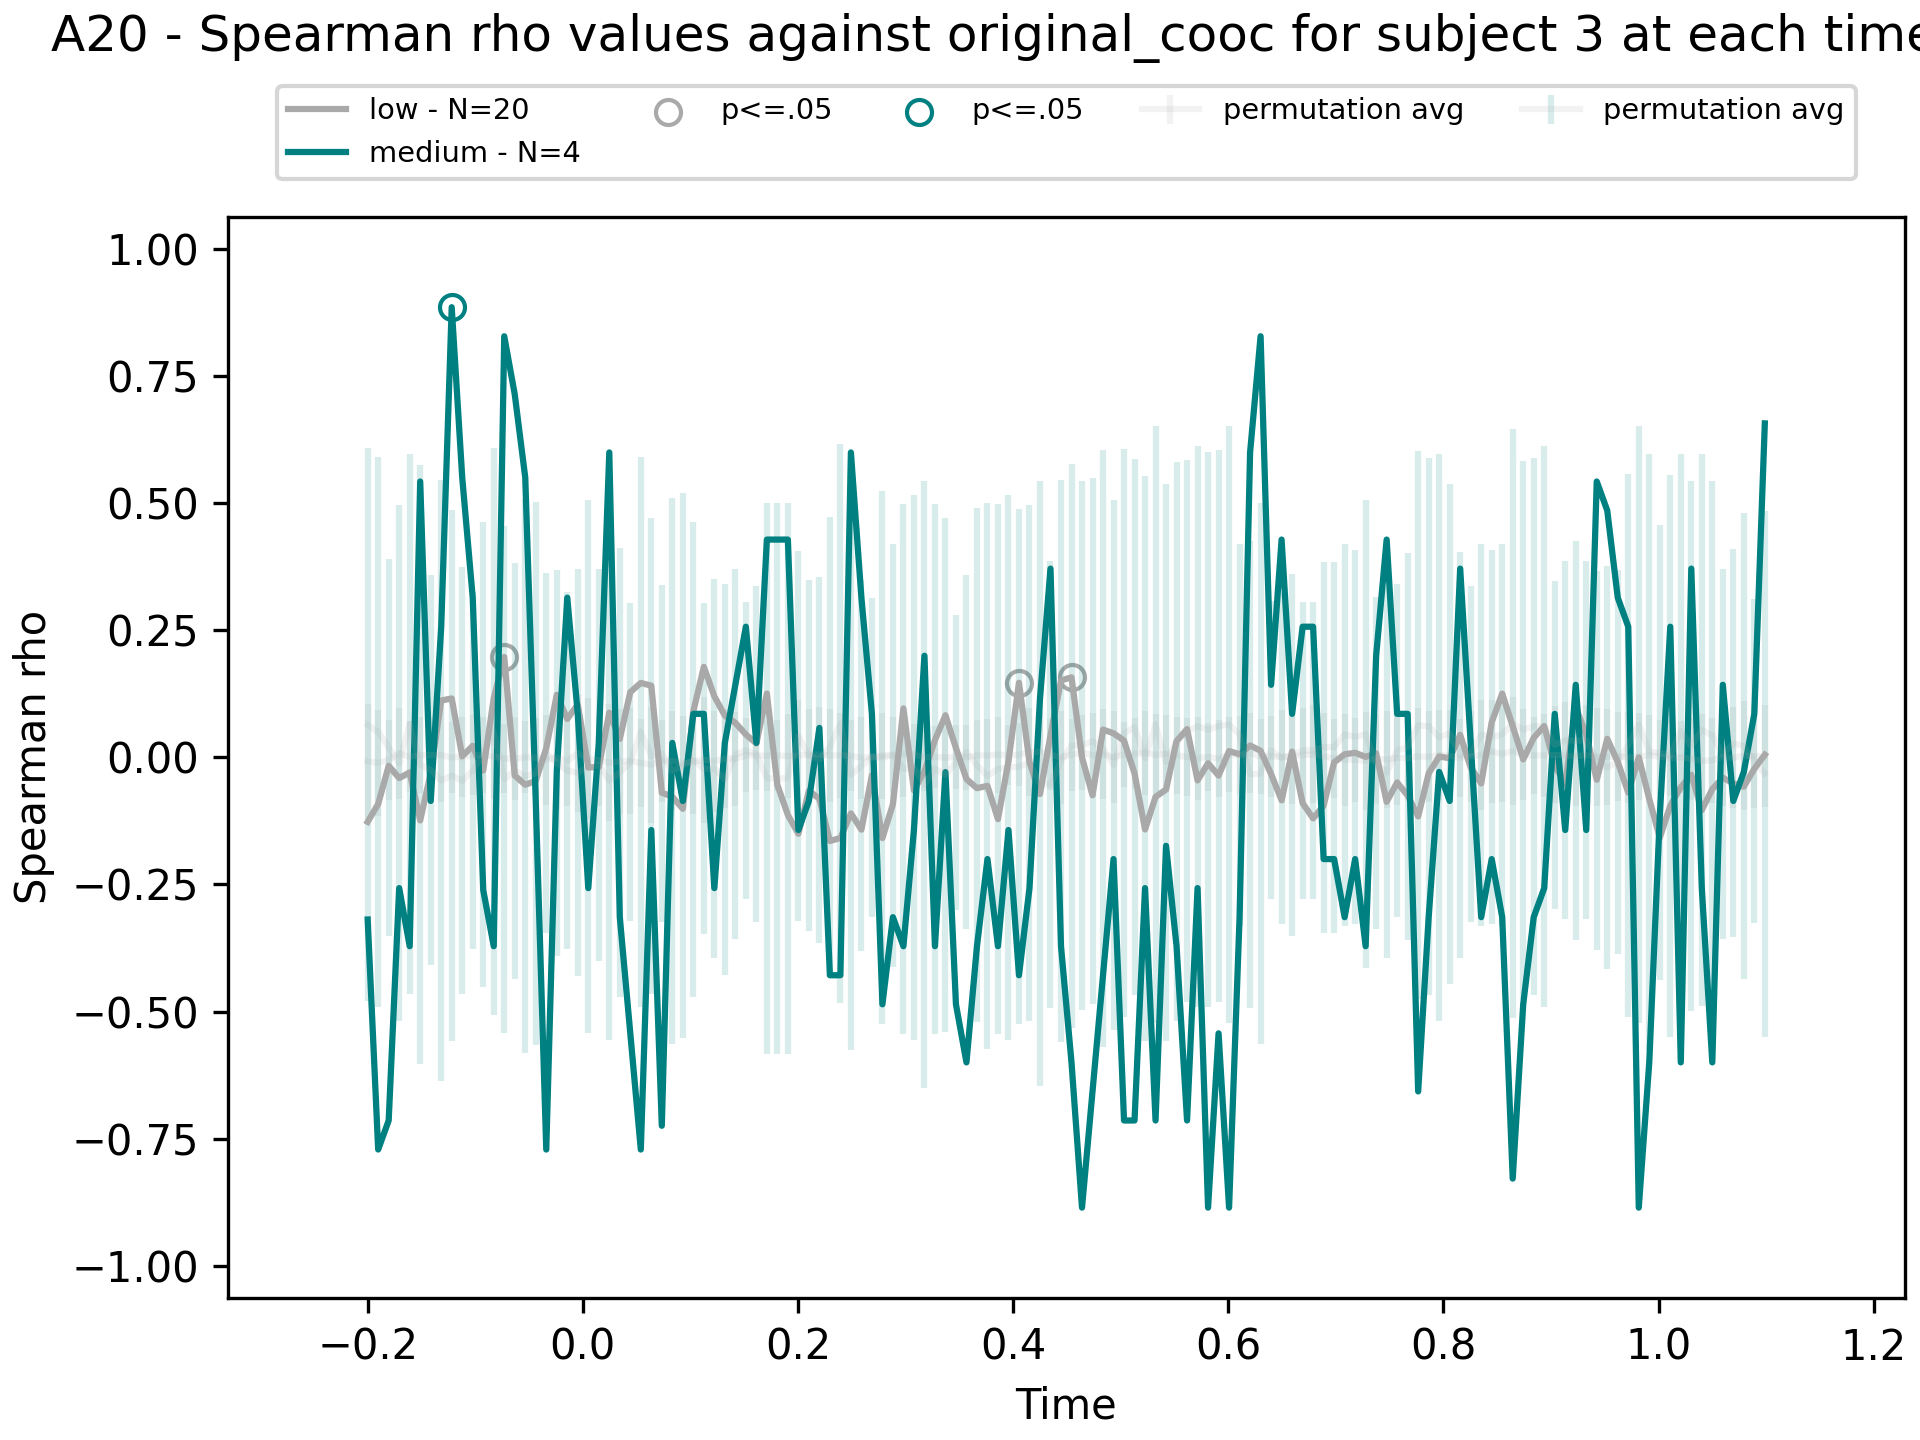 A20 - Spearman rho values against original_cooc for subject 3 at each time
low - N=20
medium - N=4
p<=.05
p<=.05
permutation avg
permutation avg
1.00
0.75
0.50
0.25
0.00
−0.25
−0.50
−0.75
−1.00
Spearman rho
−0.2 0.0 0.2 0.4 0.6 0.8 1.0 1.2
Time